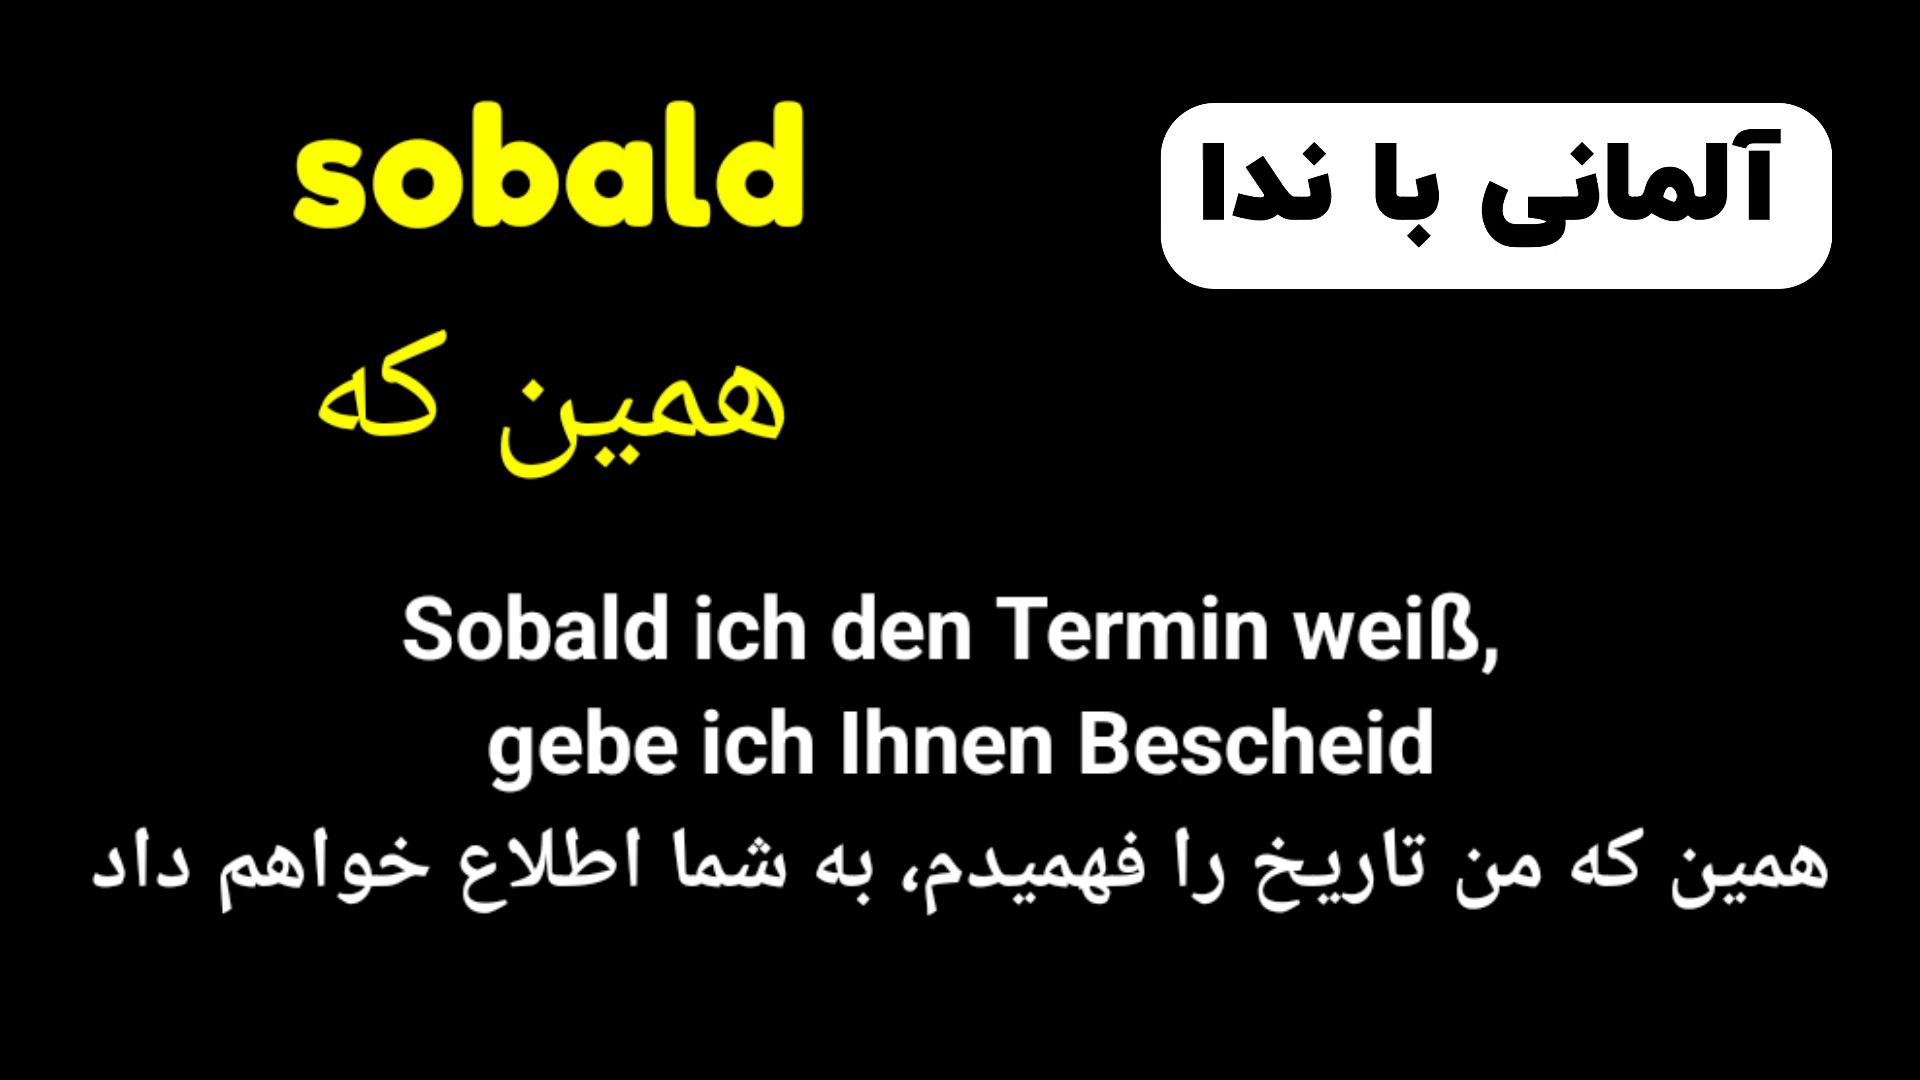 sobald
آلمانی با ندا
همین که
Sobald ich den Termin weiß,
gebe ich Ihnen Bescheid
همین که من تاریخ را فهمیدم، به شما اطلاع خواهم داد